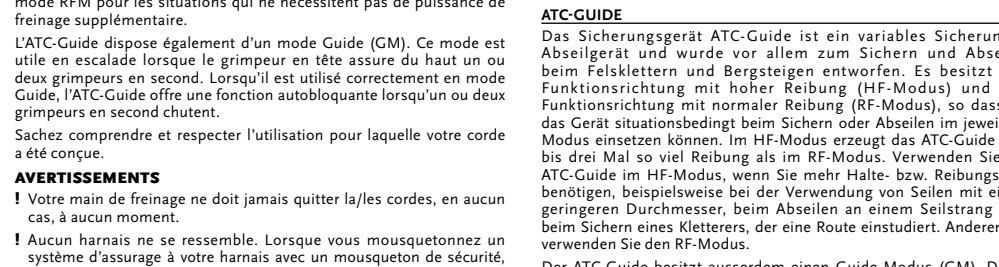 mode RFM pour les situations qui ne nécessitent pas de puissance de
freinage supplémentaire.
L'ATC-Guide dispose également d'un mode Guide (GM). Ce mode est
utile en escalade lorsque le grimpeur en tête assure du haut un ou
deux grimpeurs en second. Lorsqu'il est utilisé correctement en mode
Guide, l'ATC-Guide offre une fonction autobloquante lorsqu'un ou deux
grimpeurs en second chutent.
Sachez comprendre et respecter l'utilisation pour laquelle votre corde
a été conçue.
AVERTISSEMENTS
! Votre main de freinage ne doit jamais quitter la/les cordes, en aucun
cas, à aucun moment.
! Aucun harnais ne se ressemble. Lorsque vous mousquetonnez un
système d'assurage à votre harnais avec un mousqueton de sécurité,
ATC-GUIDE
Das Sicherungsgerät ATC-Guide ist ein variables Sicherun
Abseilgerät und wurde vor allem zum Sichern und Abse
beim Felsklettern und Bergsteigen entworfen. Es besitzt
Funktionsrichtung mit hoher Reibung (HF-Modus) und
Funktionsrichtung mit normaler Reibung (RF-Modus), so dass
das Gerät situationsbedingt beim Sichern oder Abseilen im jewei
Modus einsetzen können. Im HF-Modus erzeugt das ATC-Guide
bis drei Mal so viel Reibung als im RF-Modus. Verwenden Sie
ATC-Guide im HF-Modus, wenn Sie mehr Halte- bzw. Reibungs
benötigen, beispielsweise bei der Verwendung von Seilen mit ei
geringeren Durchmesser, beim Abseilen an einem Seilstrang
beim Sichern eines Kletterers, der eine Route einstudiert. Anderer
verwenden Sie den RF-Modus.
Der ATC-Guide besitzt ausserdem einen Guide-Modus (GM). D